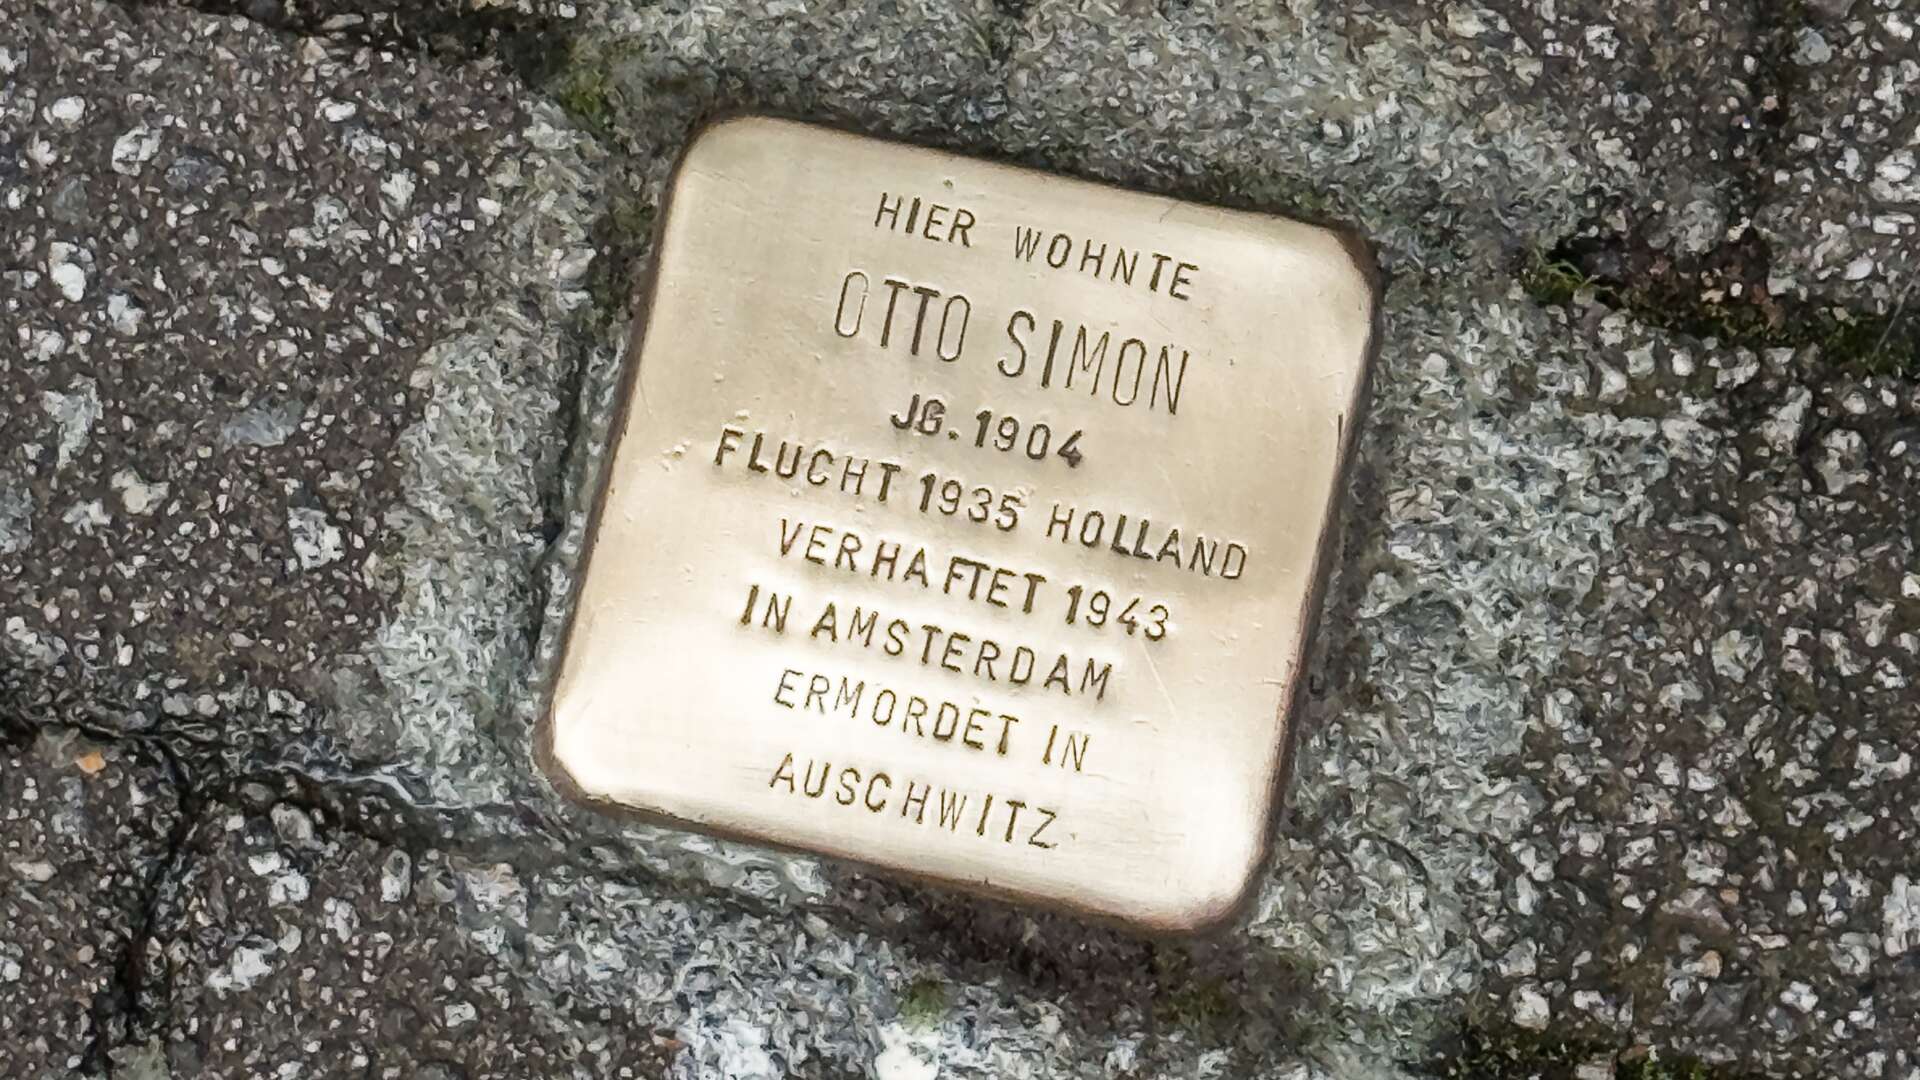 HIER WOHNTE
OTTO SIMON
JG. 1904
FLUCHT 1935 HOLLAND
VERHAFTET 1943
IN AMSTERDAM
ERMORDET IN
AUSCHWITZ